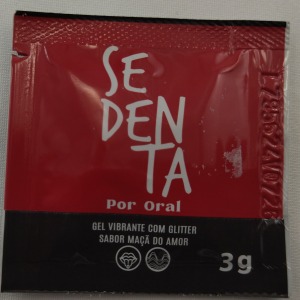 SE
DEN
TA
Por Oral
GEL VIBRANTE COM GLITTER
SABOR MAÇÃ DO AMOR
3g